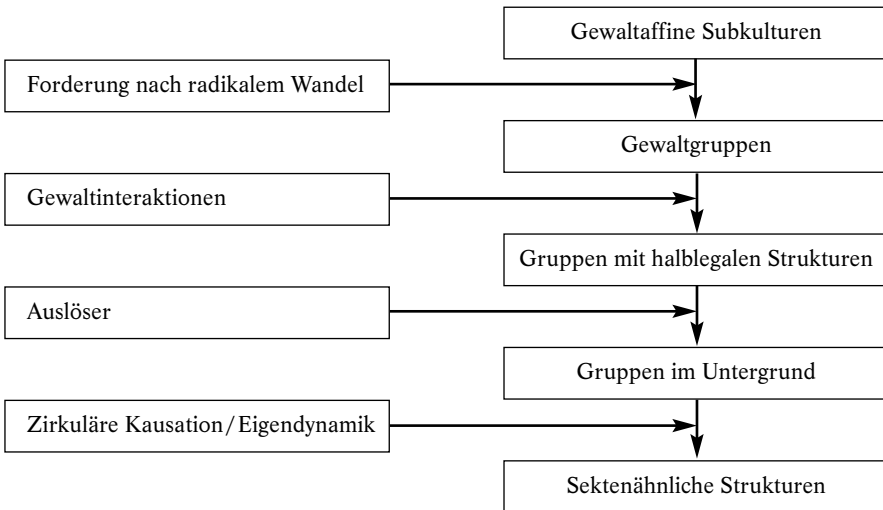 Gewaltaffine Subkulturen
Forderung nach radikalem Wandel
Gewaltgruppen
Gewaltinteraktionen
Gruppen mit halblegalen Strukturen
Auslöser
Gruppen im Untergrund
Zirkuläre Kausation/Eigendynamik
Sektenähnliche Strukturen